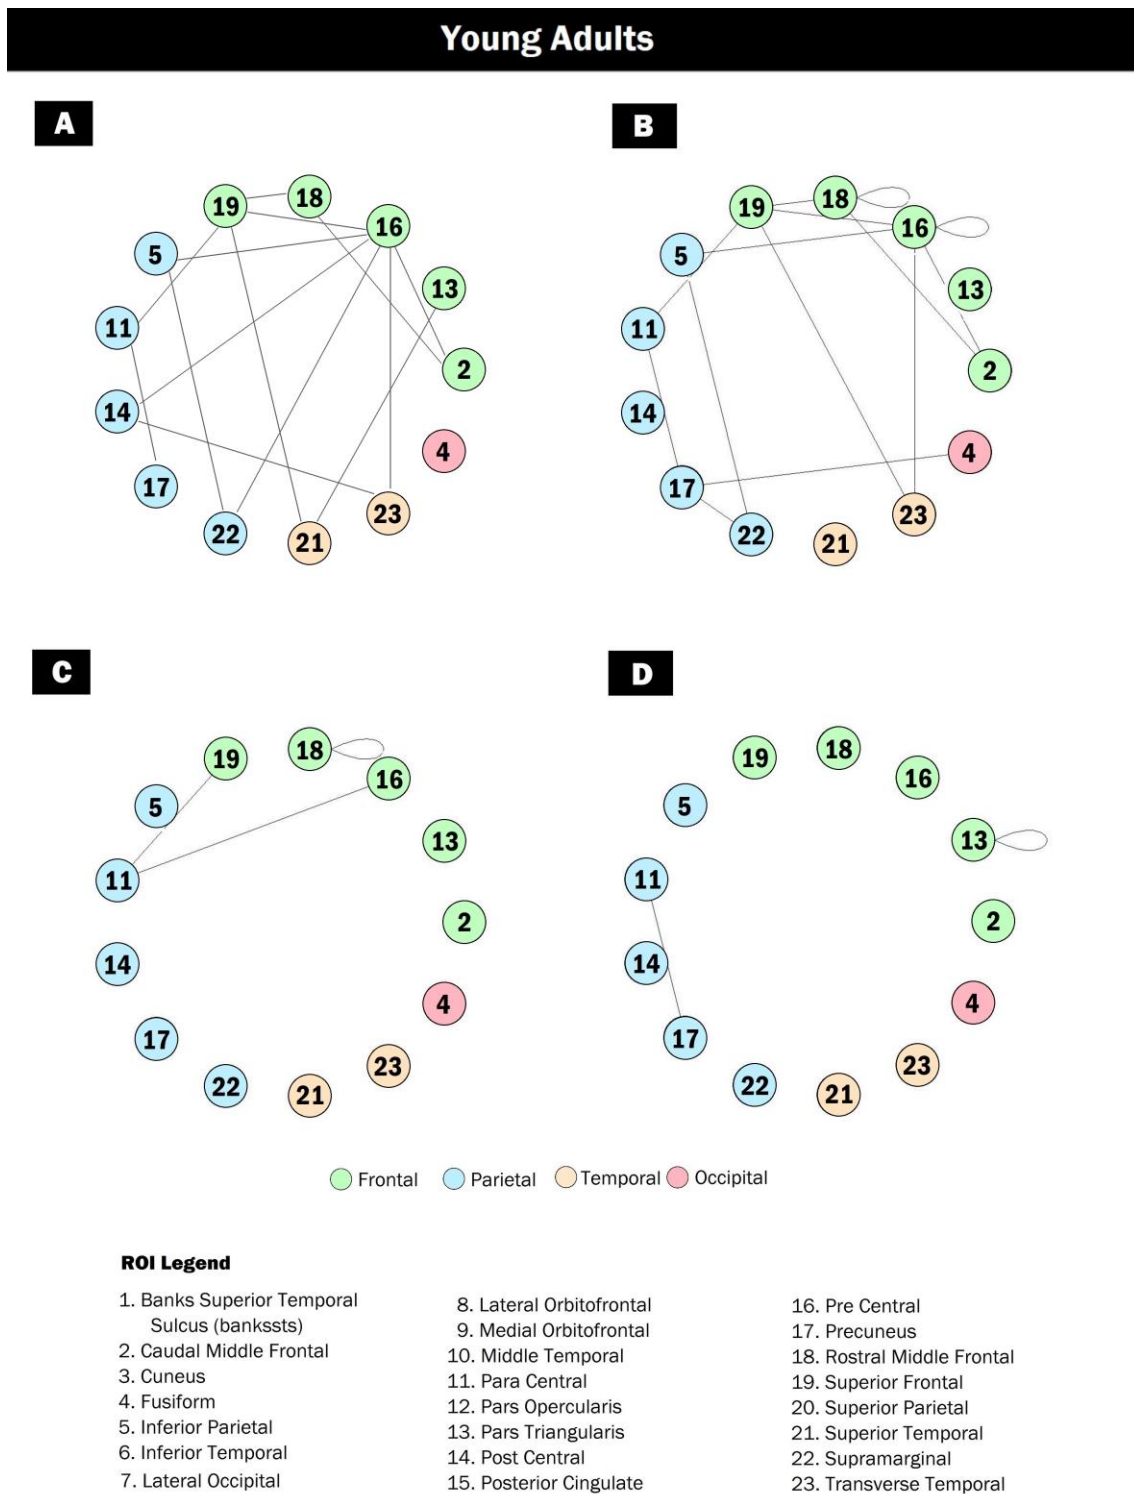 Young Adults
A
B
19
18
16
5
13
11
2
14
4
17
23
22
21
19
18
16
5
13
11
2
14
4
17
23
22
21
C
D
19
18
16
5
13
11
2
14
4
17
23
22
21
19
18
16
5
13
11
2
14
4
17
23
22
21
Frontal Parietal Temporal Occipital
ROI Legend
1. Banks Superior Temporal
Sulcus (bankssts)
2. Caudal Middle Frontal
3. Cuneus
4. Fusiform
5. Inferior Parietal
6. Inferior Temporal
7. Lateral Occipital
8. Lateral Orbitofrontal
9. Medial Orbitofrontal
10. Middle Temporal
11. Para Central
12. Pars Opercularis
13. Pars Triangularis
14. Post Central
15. Posterior Cingulate
16. Pre Central
17. Precuneus
18. Rostral Middle Frontal
19. Superior Frontal
20. Superior Parietal
21. Superior Temporal
22. Supramarginal
23. Transverse Temporal